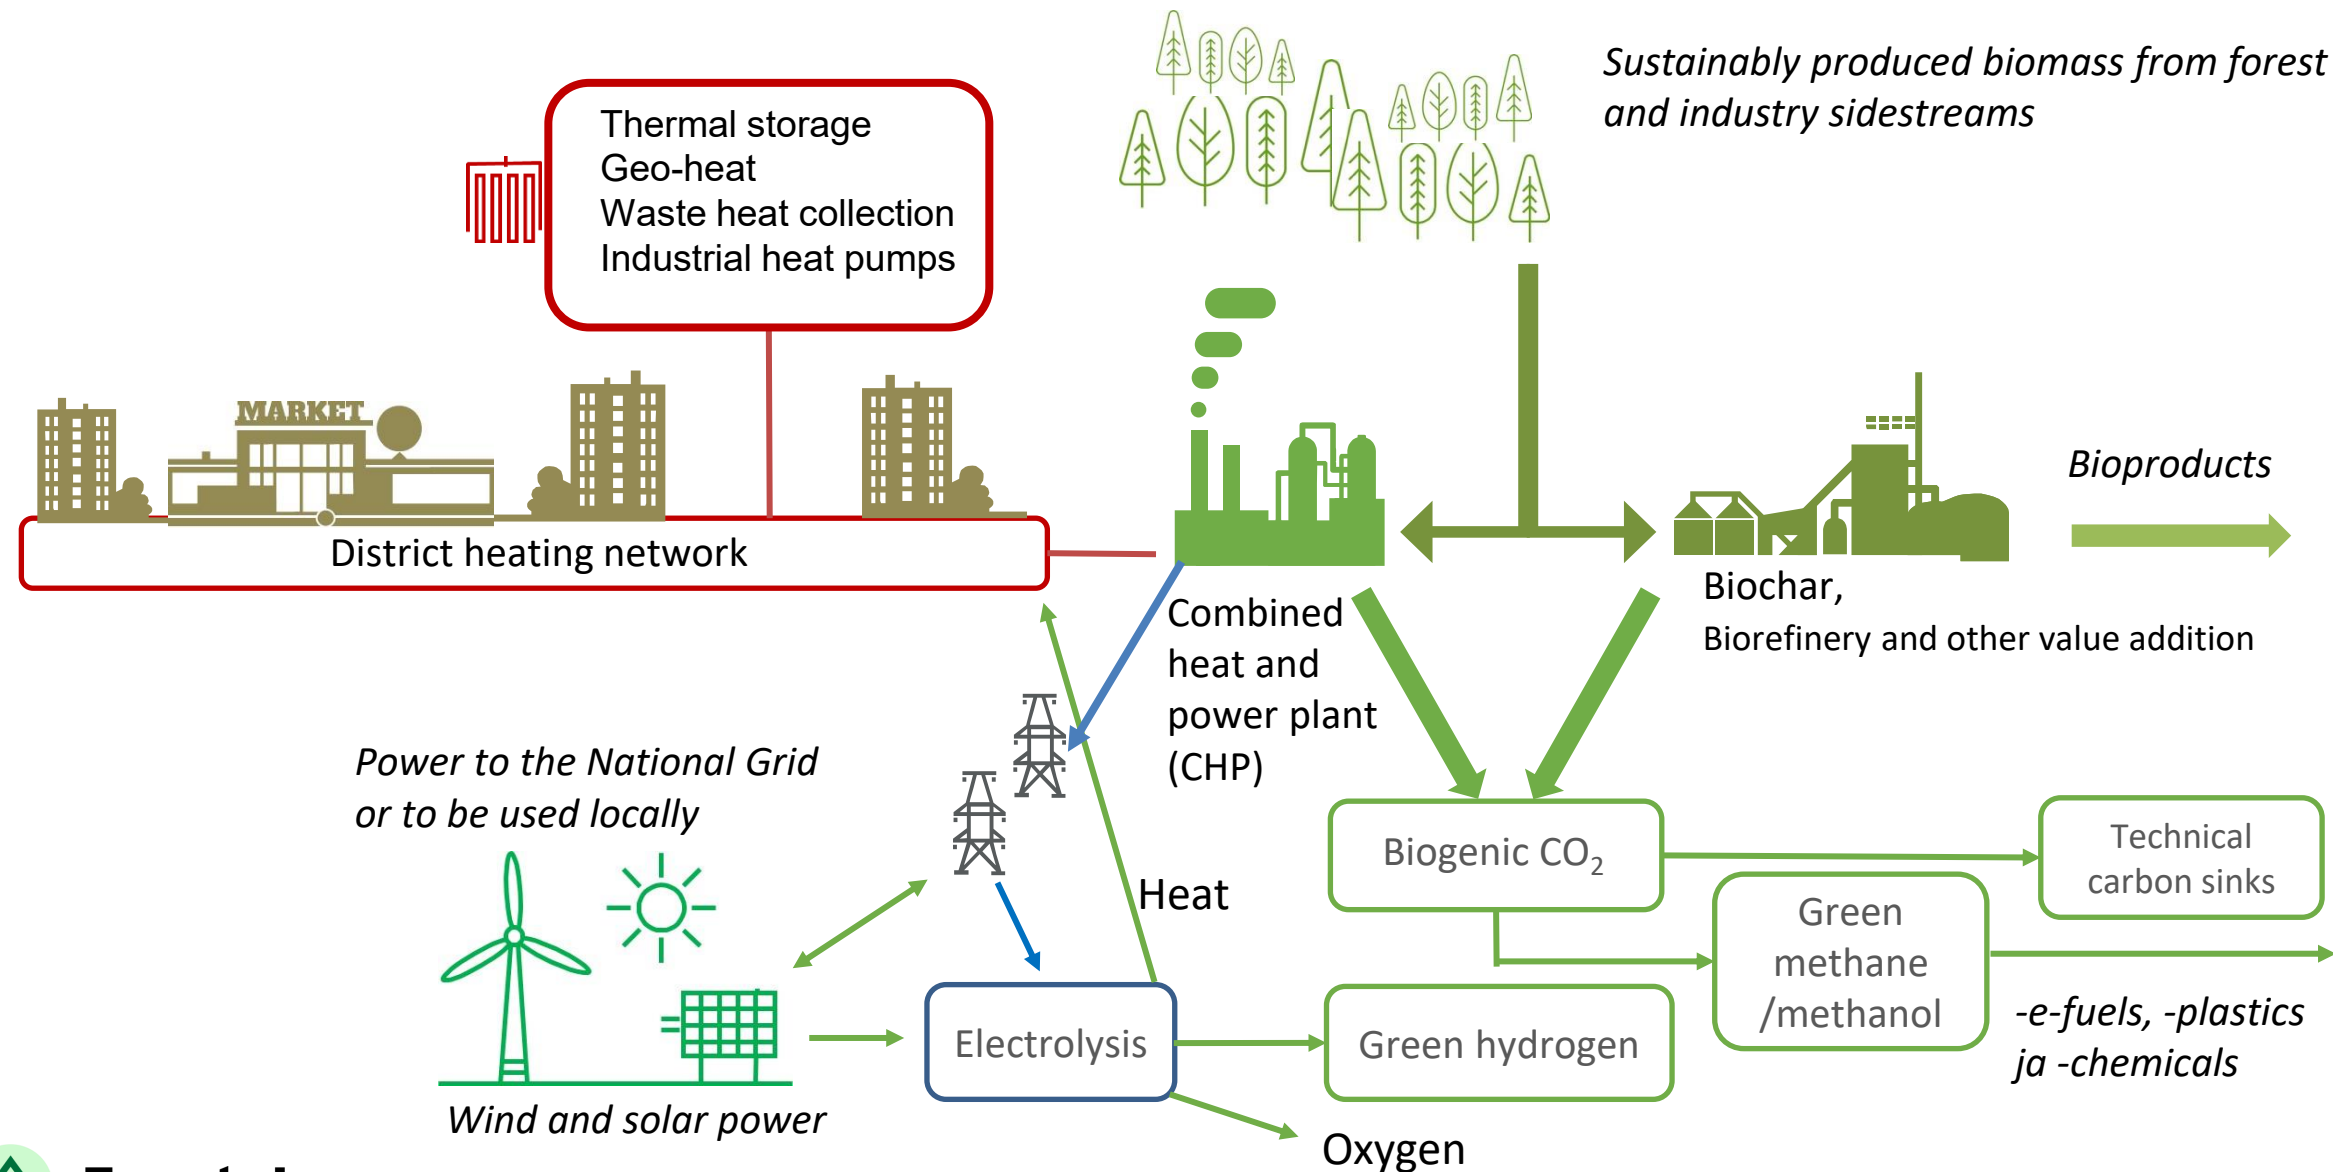 Sustainably produced biomass from forest
and industry sidestreams
Thermal storage
Geo-heat
Waste heat collection
Industrial heat pumps
MARKET
Bioproducts
District heating network
Biochar,
Biorefinery and other value addition
Combined
heat and
power plant
(CHP)
Power to the National Grid
or to be used locally
Heat
Biogenic CO₂
Technical
carbon sinks
Green
methane
/methanol
Electrolysis
Green hydrogen
-e-fuels, -plastics
ja -chemicals
Wind and solar power
Oxygen